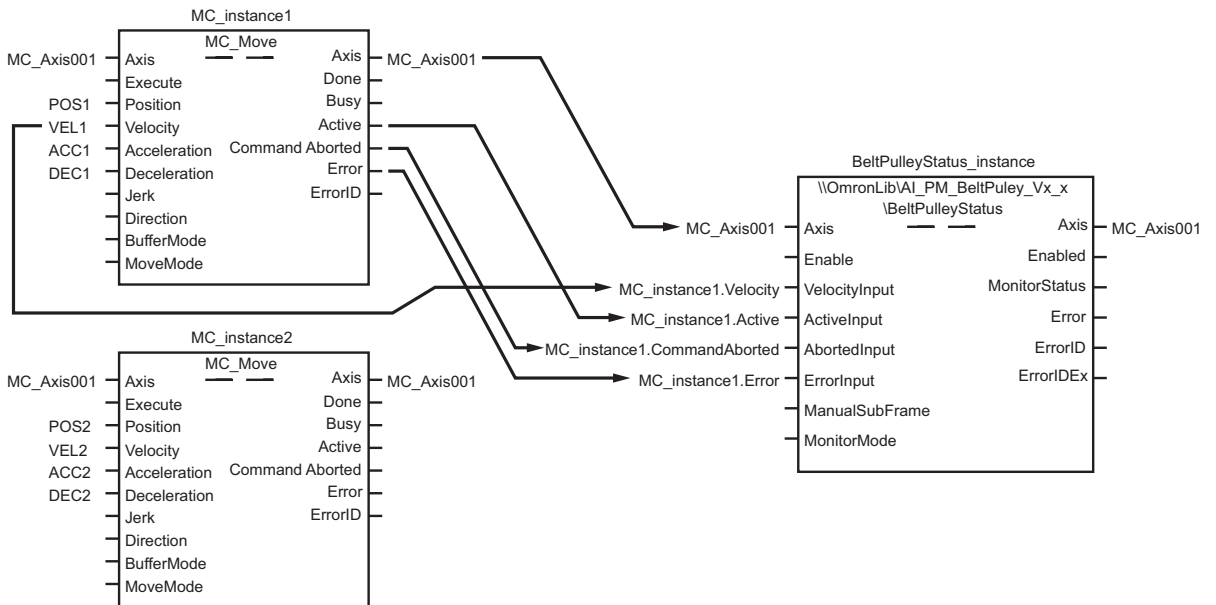 MC_instance1
MC_Move
MC_Axis001 Axis Axis MC_Axis001
Execute Done
POS1 Position Busy
VEL1 Velocity Active
ACC1 Acceleration Command Aborted
DEC1 Deceleration Error
Jerk ErrorID
Direction
BufferMode
MoveMode
BeltPulleyStatus_instance
\\OmronLib\AI_PM_BeltPuley_Vx_x
\BeltPulleyStatus
MC_Axis001 Axis Axis MC_Axis001
Enable Enabled
MC_instance1.Velocity VelocityInput MonitorStatus
MC_instance1.Active ActiveInput Error
MC_instance1.CommandAborted AbortedInput ErrorID
MC_instance1.Error ErrorInput ErrorIDEx
ManualSubFrame
MonitorMode
MC_instance2
MC_Move
MC_Axis001 Axis Axis MC_Axis001
Execute Done
POS2 Position Busy
VEL2 Velocity Active
ACC2 Acceleration Command Aborted
DEC2 Deceleration Error
Jerk ErrorID
Direction
BufferMode
MoveMode